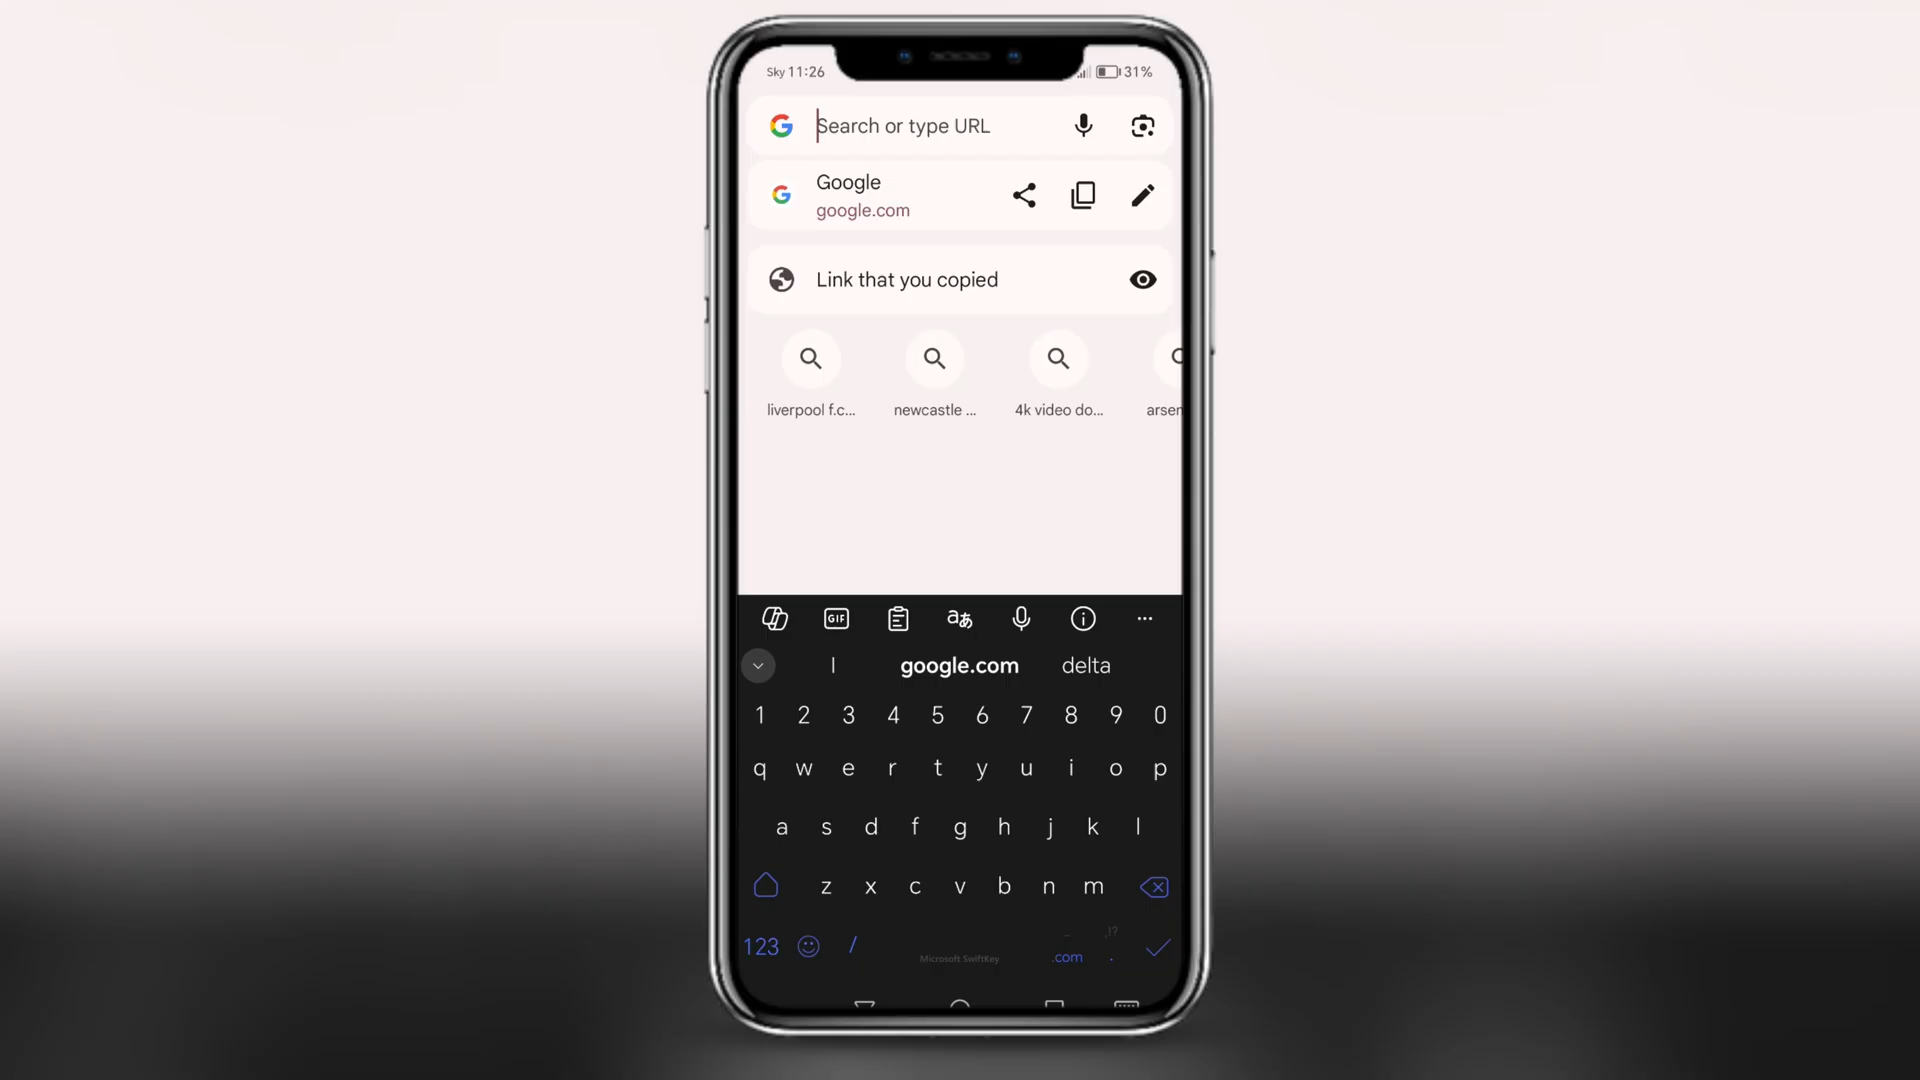 Sky 11:26 31%
Search or type URL
Google
google.com
Link that you copied
liverpool f.c... newcastle ... 4k video do... arsen
GIF aあ
I google.com delta
1 2 3 4 5 6 7 8 9 0
q w e r t y u i o p
a s d f g h j k l
z x c v b n m
,!?
123 / Microsoft SwiftKey .com .